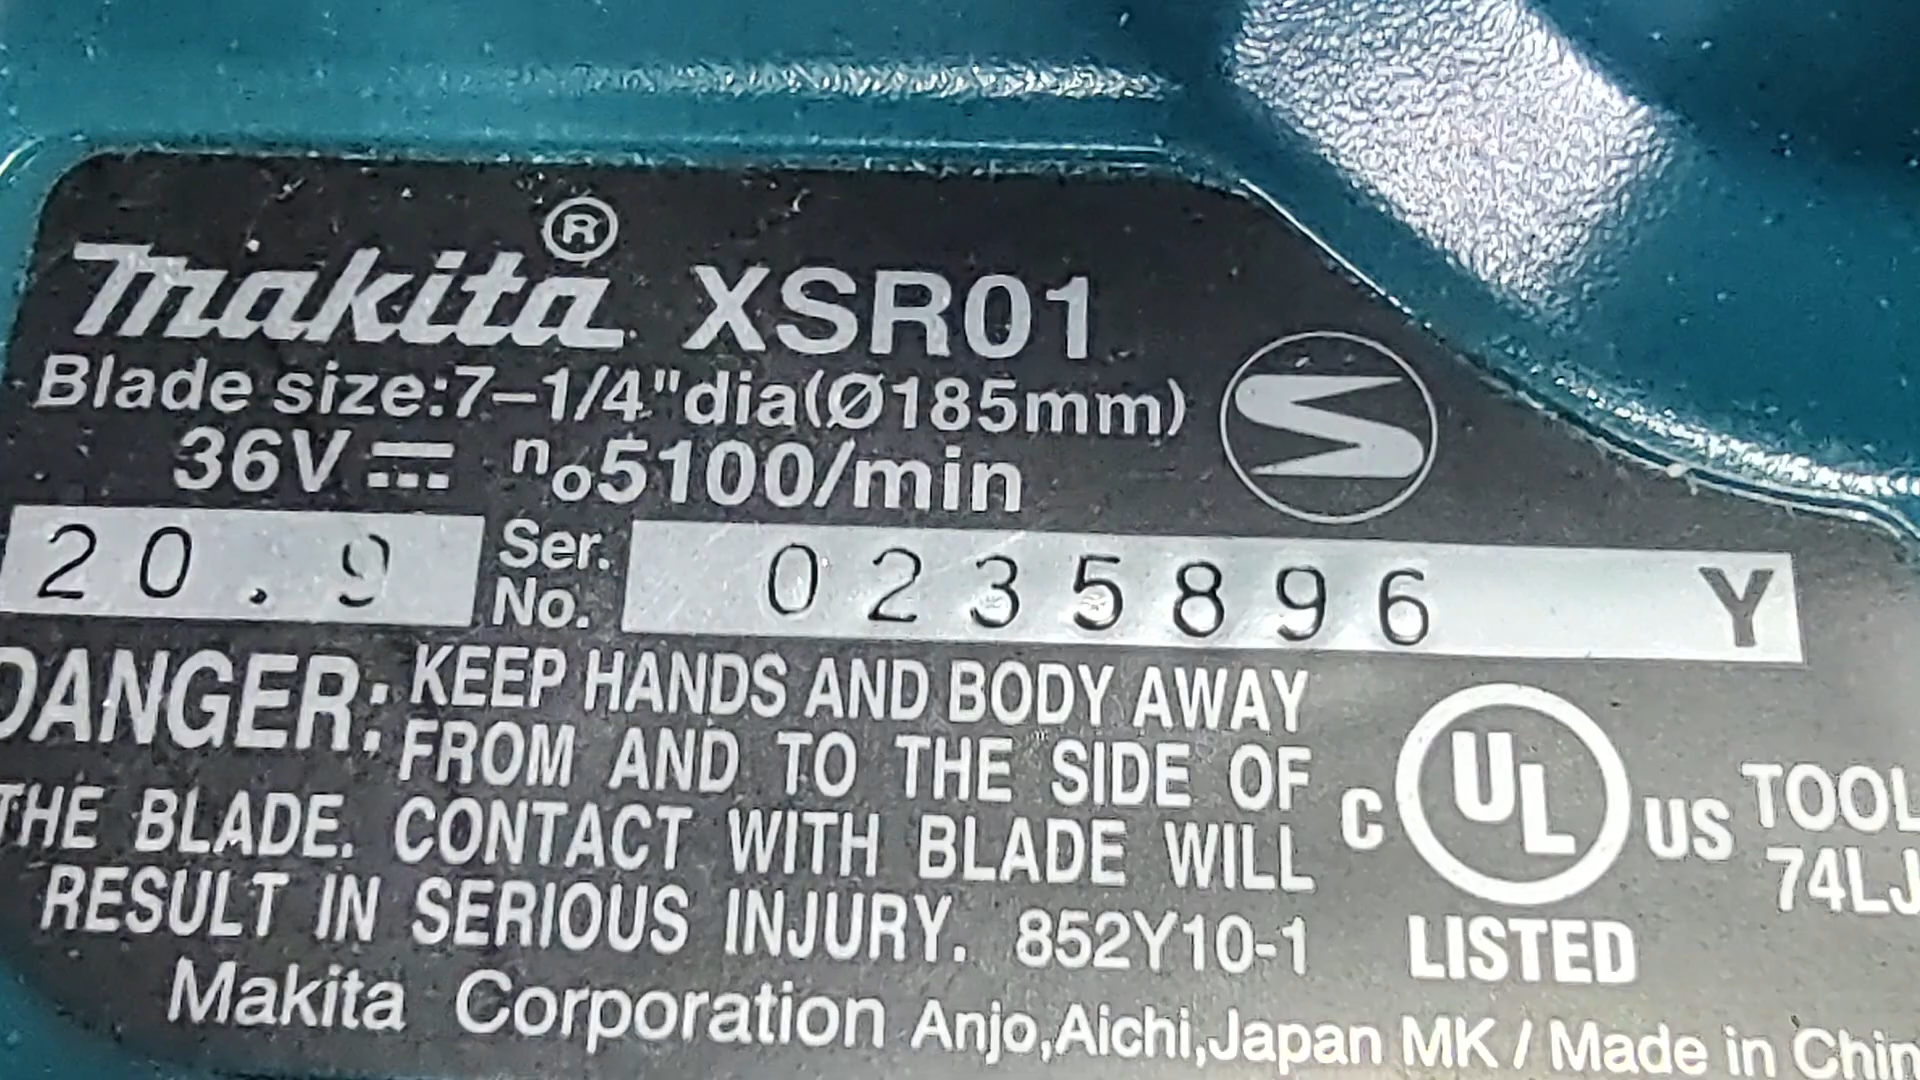 makita® XSR01
Blade size:7-1/4"dia(Ø185mm)
36V ⎓ n₀5100/min
20.9 Ser. No. 0235896 Y
DANGER: KEEP HANDS AND BODY AWAY
FROM AND TO THE SIDE OF
THE BLADE. CONTACT WITH BLADE WILL
RESULT IN SERIOUS INJURY. 852Y10-1
C UL US LISTED
TOOL
74LJ
Makita Corporation Anjo,Aichi,Japan MK / Made in Chin